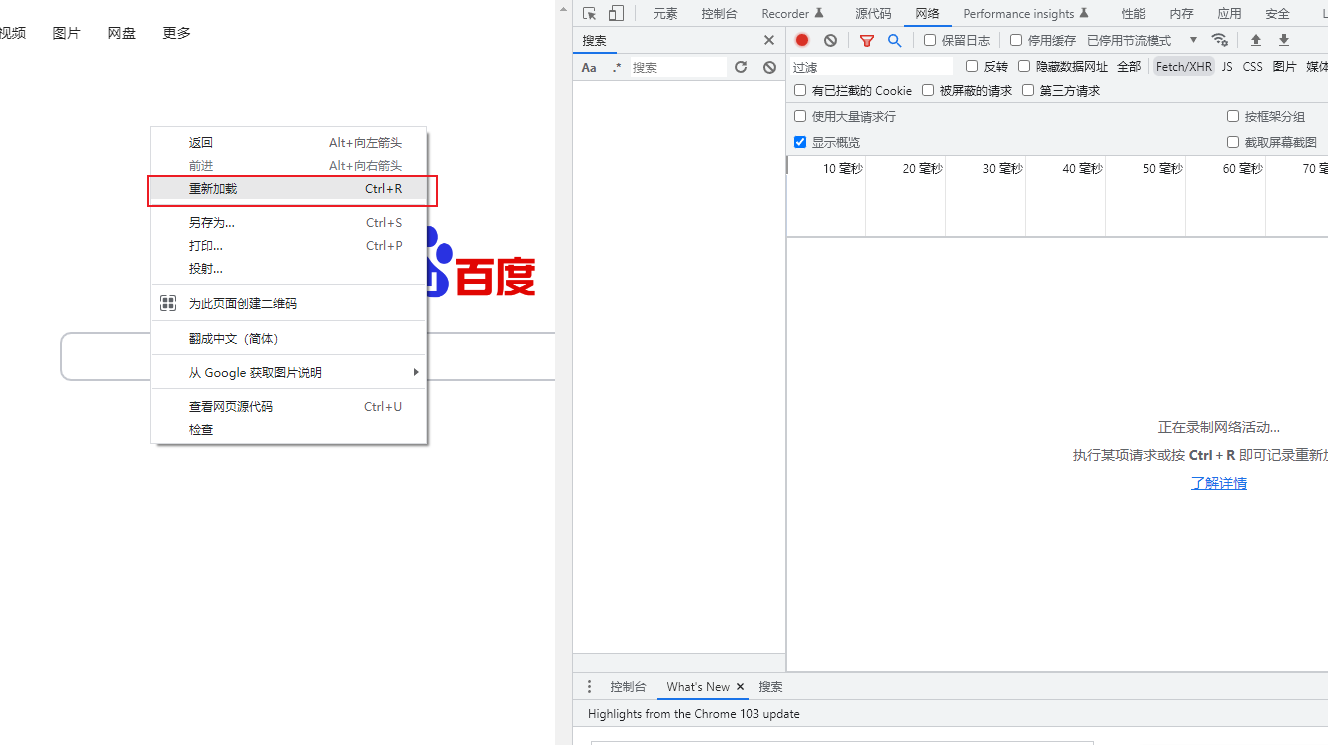 视频 图片 网盘 更多
返回 Alt+向左箭头
前进 Alt+向右箭头
重新加载 Ctrl+R
另存为... Ctrl+S
打印... Ctrl+P
投射...
为此页面创建二维码
翻成中文（简体）
从 Google 获取图片说明
查看网页源代码 Ctrl+U
检查
百度
元素 控制台 Recorder 源代码 网络 Performance insights 性能 内存 应用 安全 L
搜索
Aa .* 搜索
保留日志 停用缓存 已停用节流模式
过滤 反转 隐藏数据网址 全部 Fetch/XHR JS CSS 图片 媒体
有已拦截的 Cookie 被屏蔽的请求 第三方请求
使用大量请求行 按框架分组
显示概览 截取屏幕截图
10 毫秒 20 毫秒 30 毫秒 40 毫秒 50 毫秒 60 毫秒 70 毫
正在录制网络活动...
执行某项请求或按 Ctrl + R 即可记录重新加
了解详情
控制台 What's New 搜索
Highlights from the Chrome 103 update